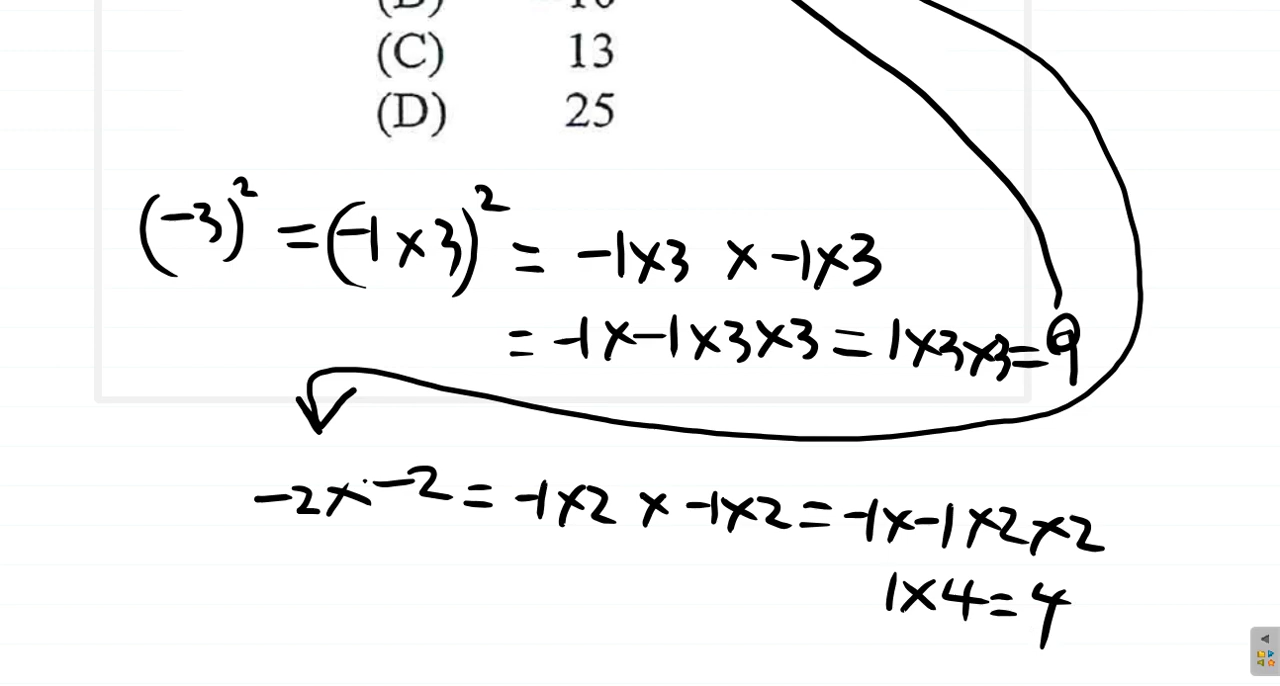 (C) 13
(D) 25
(-3)² = (-1×3)² = -1×3 × -1×3
= -1×-1×3×3 = 1×3×3=9
-2×-2 = -1×2 × -1×2 = -1×-1×2×2
1×4=4